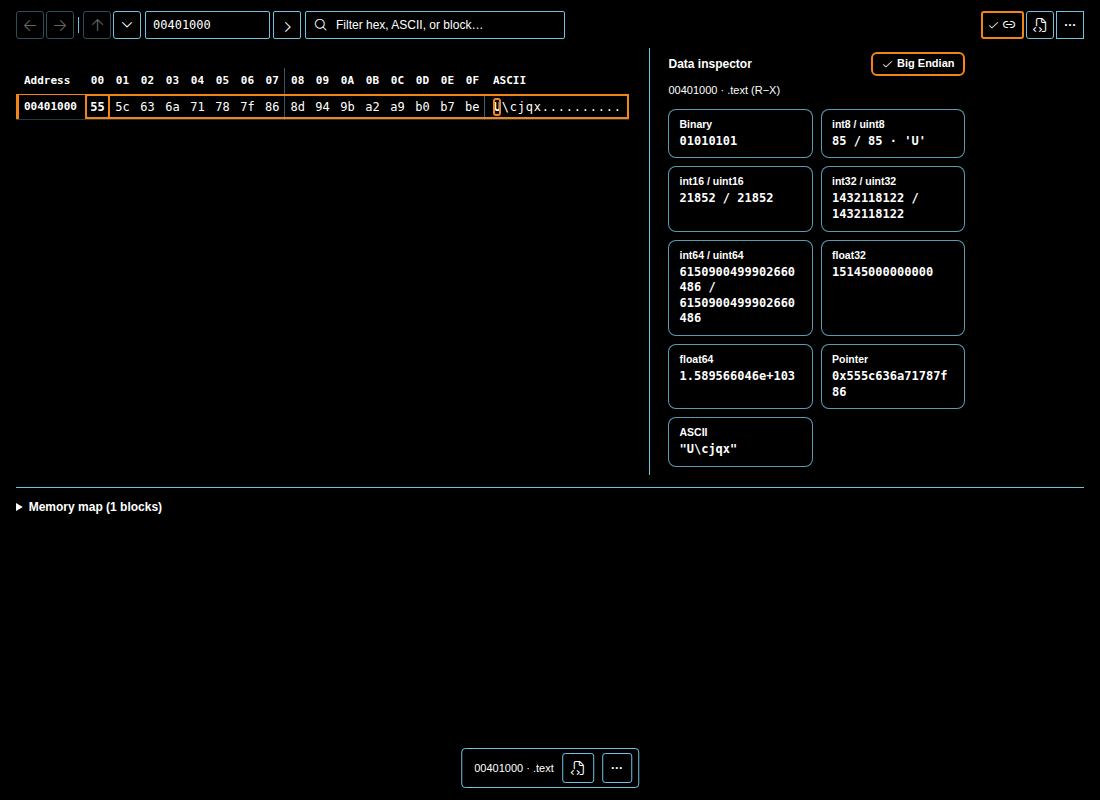 00401000
Filter hex, ASCII, or block…
Address 00 01 02 03 04 05 06 07 08 09 0A 0B 0C 0D 0E 0F ASCII
00401000 55 5c 63 6a 71 78 7f 86 8d 94 9b a2 a9 b0 b7 be U\cjqx..........
Data inspector
Big Endian
00401000 · .text (R–X)
Binary
01010101
int8 / uint8
85 / 85 · 'U'
int16 / uint16
21852 / 21852
int32 / uint32
1432118122 /
1432118122
int64 / uint64
6150900499902660
486 /
6150900499902660
486
float32
15145000000000
float64
1.589566046e+103
Pointer
0x555c636a71787f
86
ASCII
"U\cjqx"
Memory map (1 blocks)
00401000 · .text